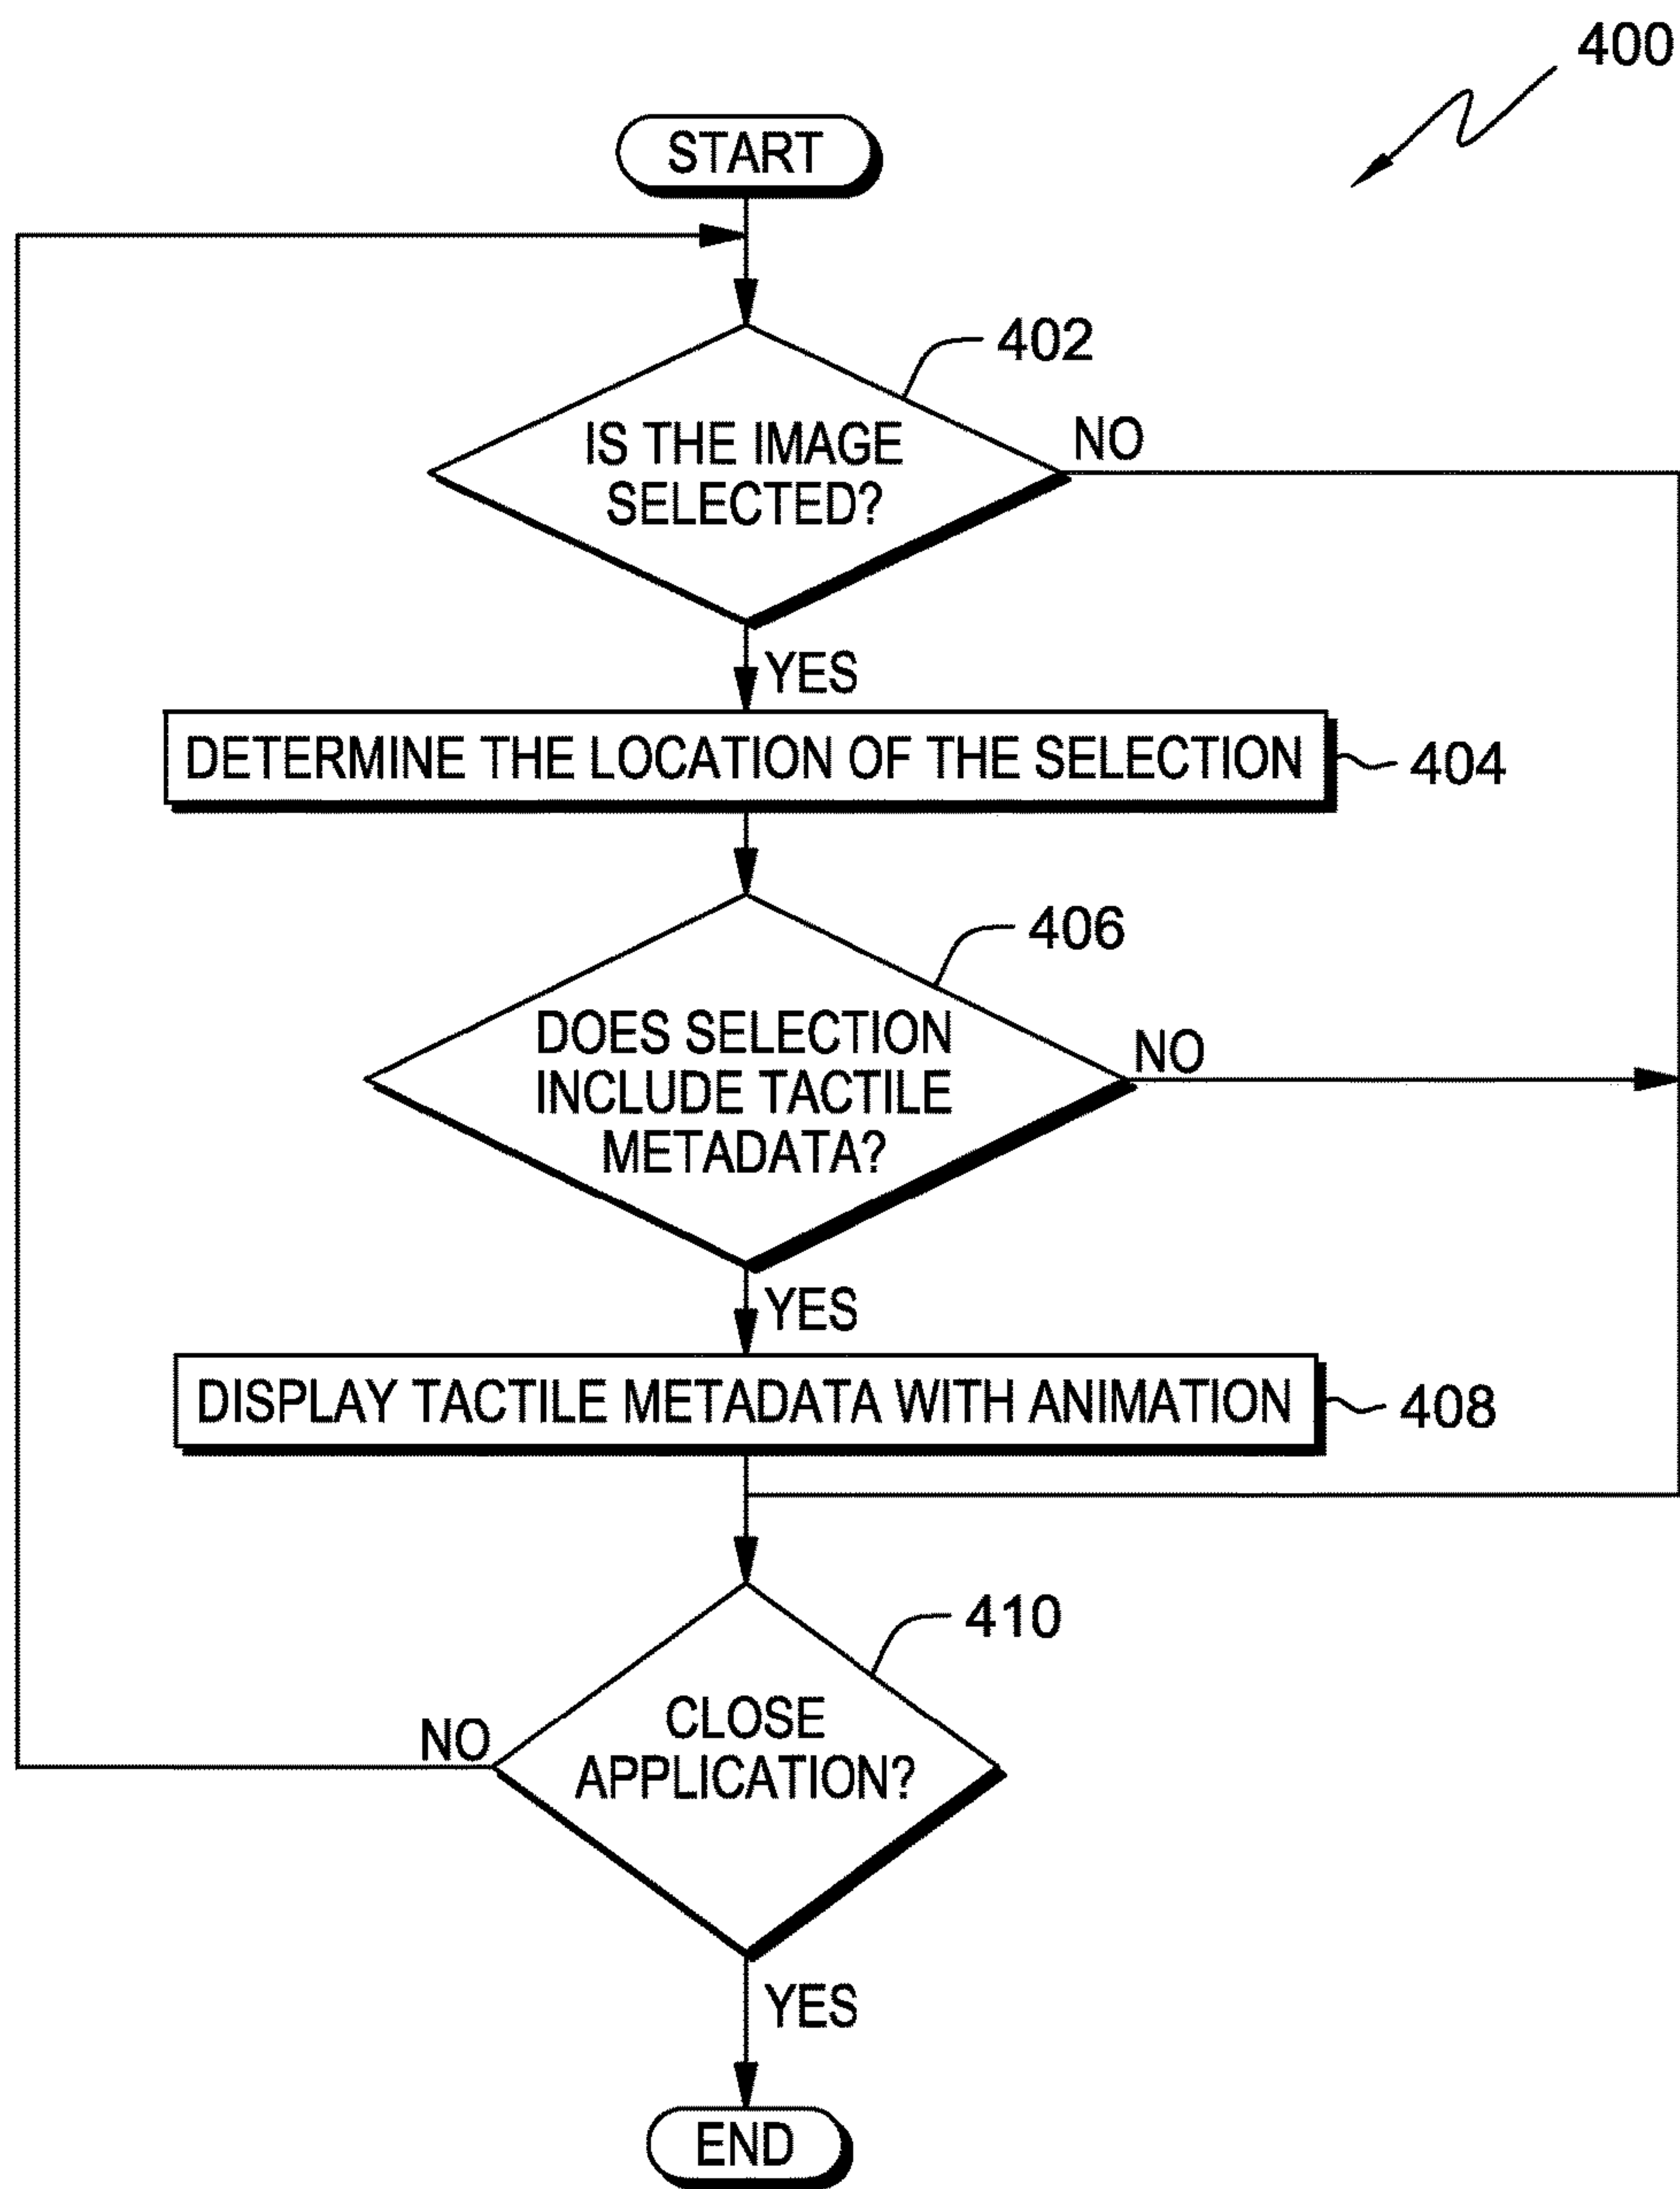 400
START
402
IS THE IMAGE
SELECTED?
NO
YES
DETERMINE THE LOCATION OF THE SELECTION
404
406
DOES SELECTION
INCLUDE TACTILE
METADATA?
NO
YES
DISPLAY TACTILE METADATA WITH ANIMATION
408
410
CLOSE
APPLICATION?
NO
YES
END